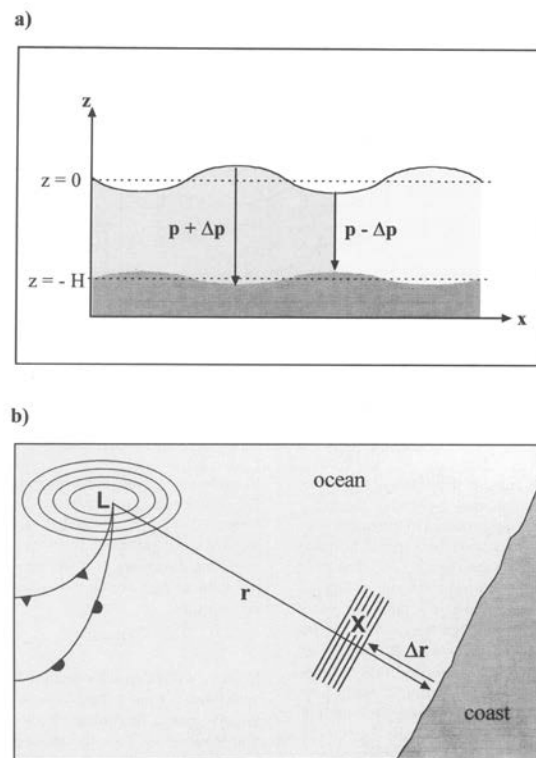 a)
z
z = 0
p + Δp
p - Δp
z = - H
x
b)
ocean
L
r
X
Δr
coast